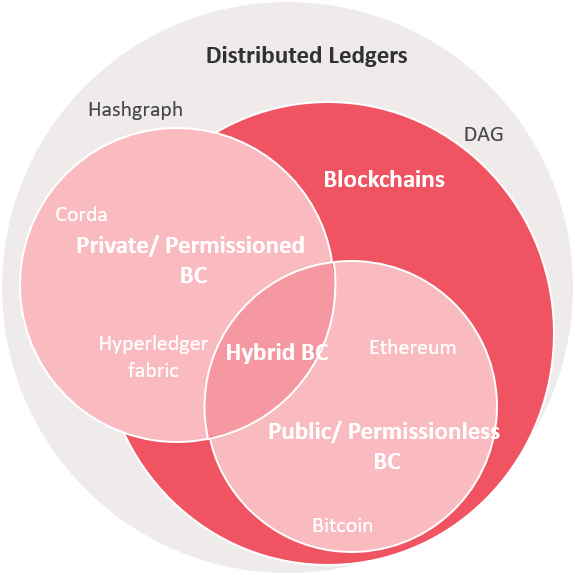 Distributed Ledgers
Hashgraph
DAG
Blockchains
Corda
Private/ Permissioned
BC
Hyperledger
fabric
Hybrid BC
Ethereum
Public/ Permissionless
BC
Bitcoin